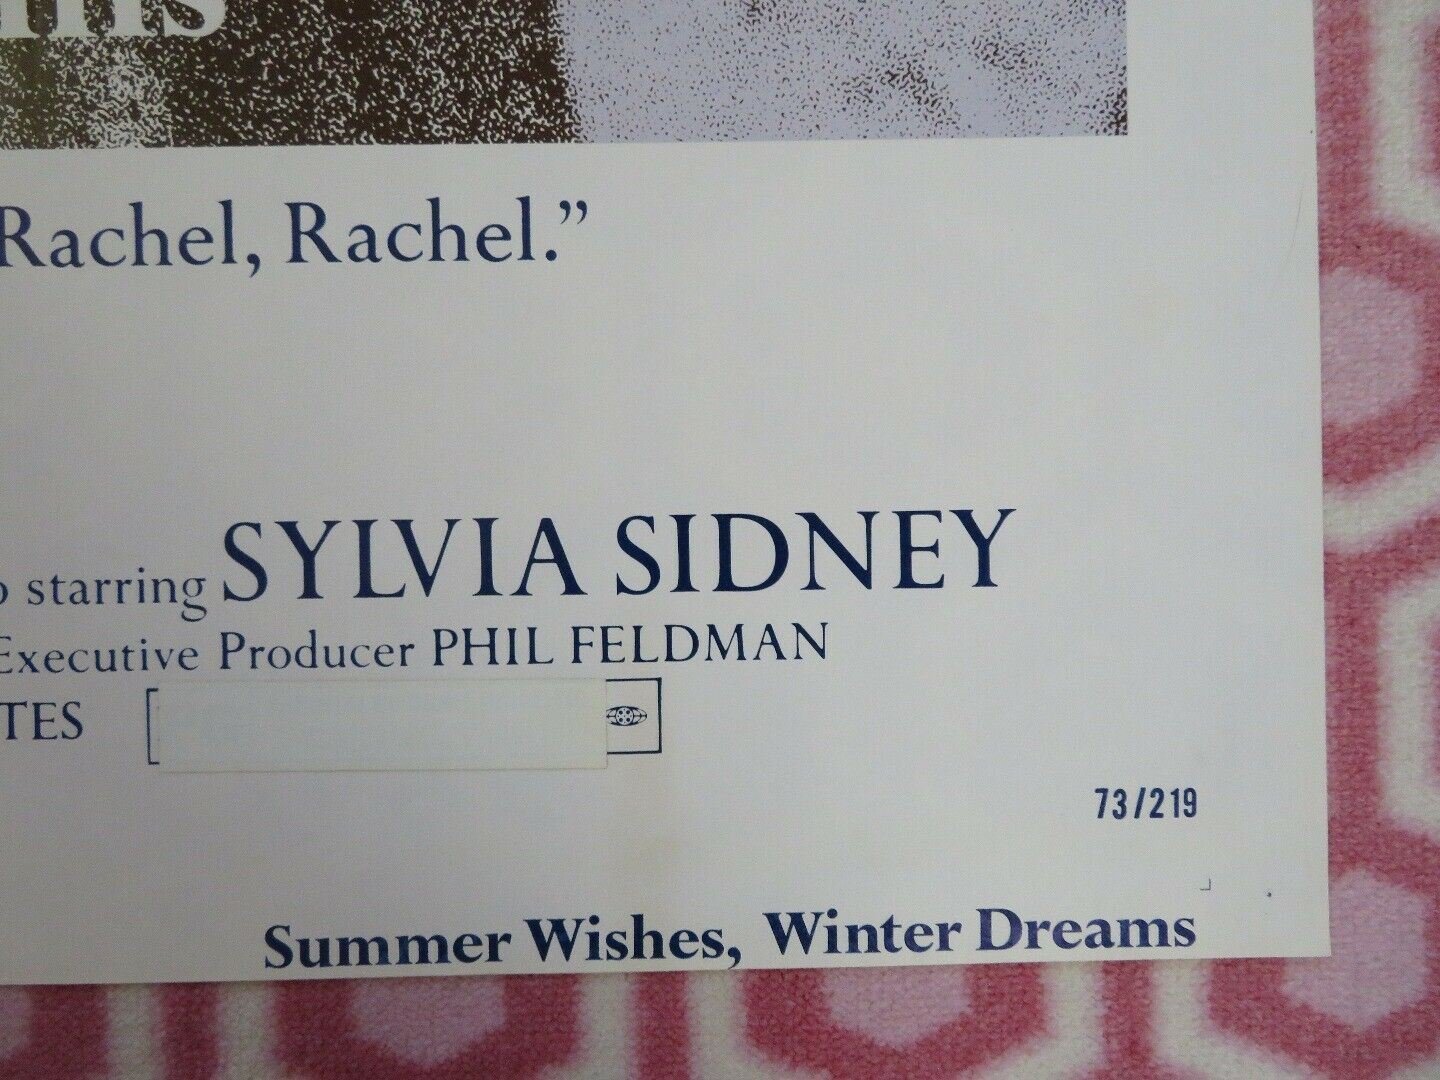 Rachel, Rachel.”
starring SYLVIA SIDNEY
Executive Producer PHIL FELDMAN
TES
73/219
Summer Wishes, Winter Dreams